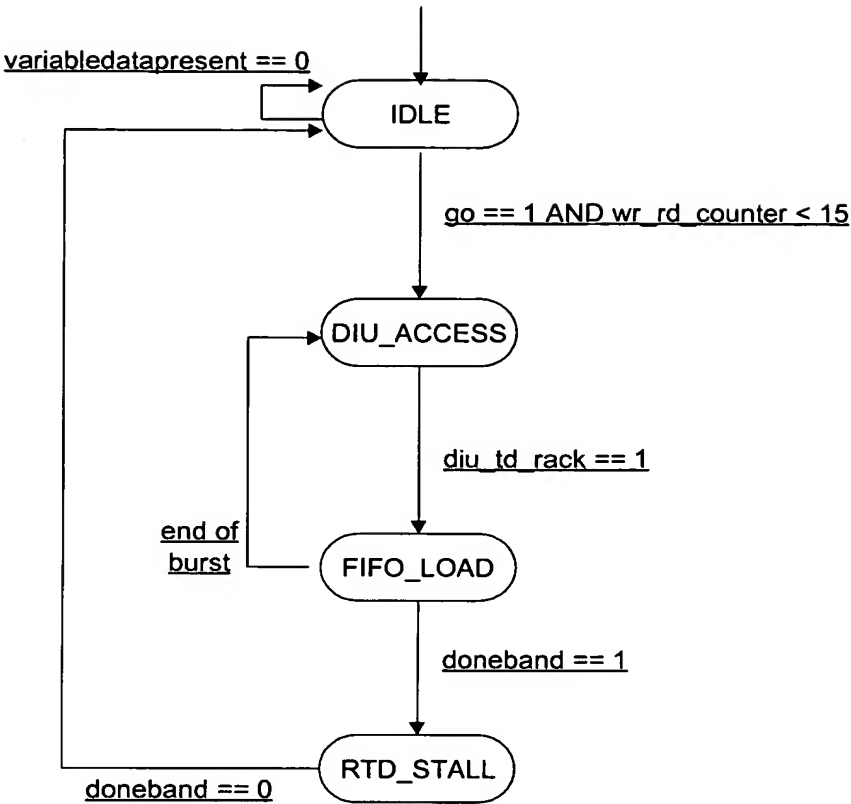 variabledatapresent == 0
IDLE
go == 1 AND wr_rd_counter < 15
DIU_ACCESS
diu_td_rack == 1
end of
burst
FIFO_LOAD
doneband == 1
RTD_STALL
doneband == 0